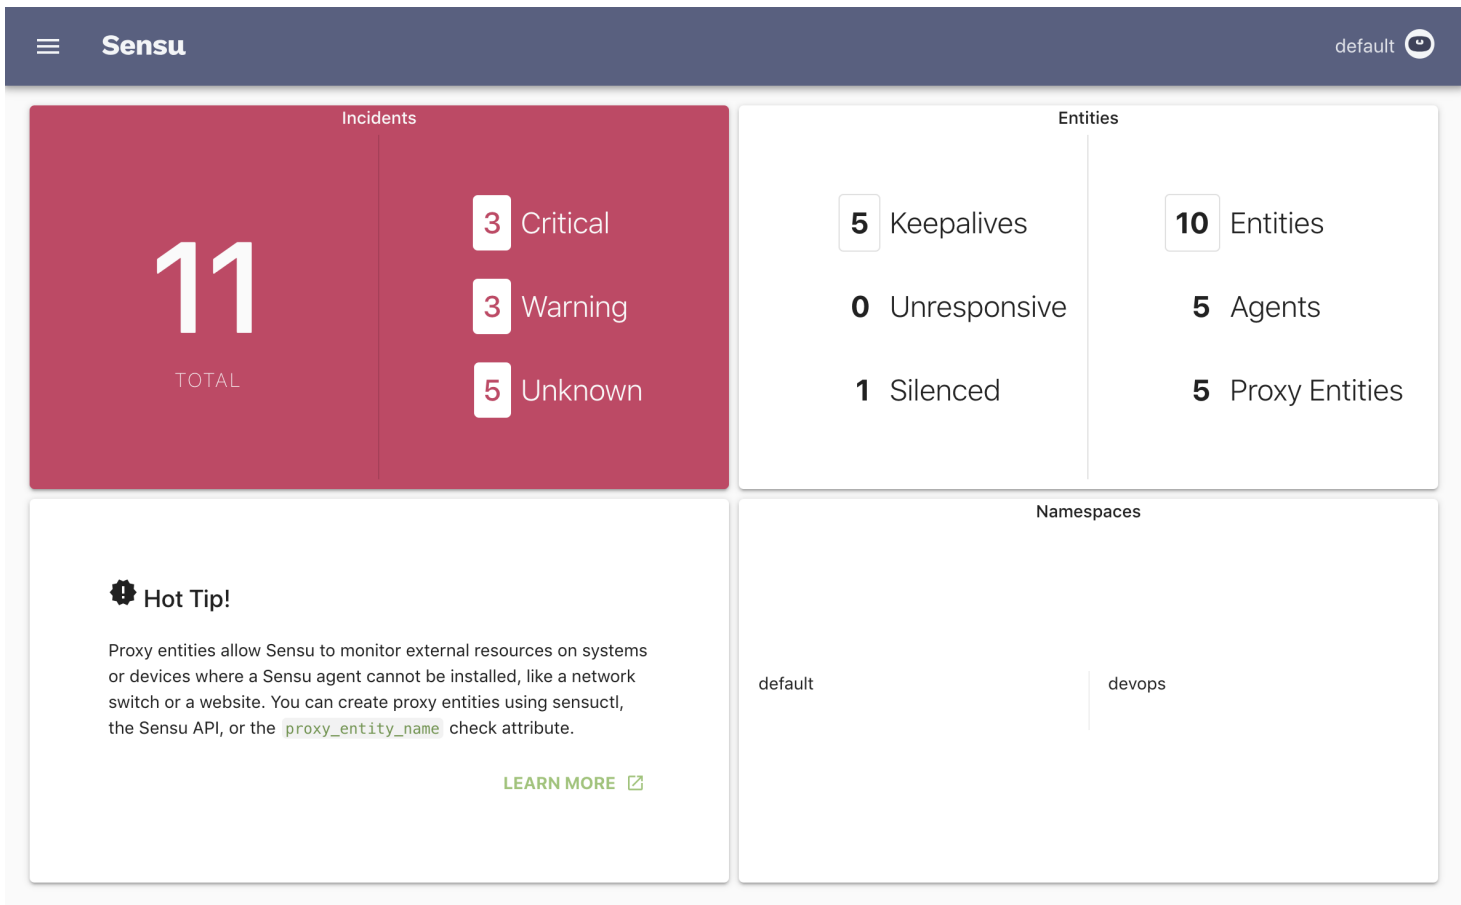 Sensu
default
Incidents
11
TOTAL
3 Critical
3 Warning
5 Unknown
Entities
5 Keepalives
0 Unresponsive
1 Silenced
10 Entities
5 Agents
5 Proxy Entities
Hot Tip!
Proxy entities allow Sensu to monitor external resources on systems
or devices where a Sensu agent cannot be installed, like a network
switch or a website. You can create proxy entities using sensuctl,
the Sensu API, or the proxy_entity_name check attribute.
LEARN MORE
Namespaces
default
devops